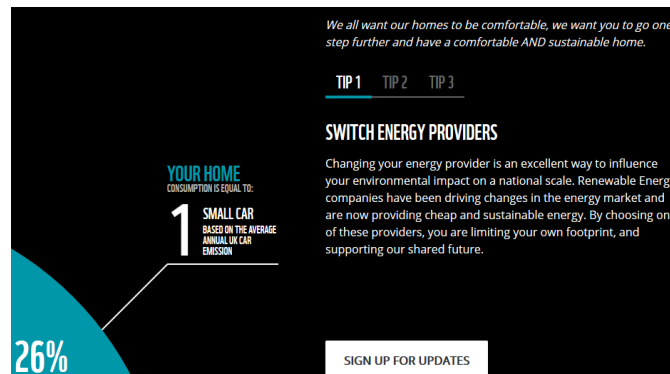 We all want our homes to be comfortable, we want you to go one
step further and have a comfortable AND sustainable home.
TIP 1 TIP 2 TIP 3
SWITCH ENERGY PROVIDERS
Changing your energy provider is an excellent way to influence
your environmental impact on a national scale. Renewable Energ
companies have been driving changes in the energy market and
are now providing cheap and sustainable energy. By choosing on
of these providers, you are limiting your own footprint, and
supporting our shared future.
YOUR HOME
CONSUMPTION IS EQUAL TO:
1 SMALL CAR
BASED ON THE AVERAGE
ANNUAL UK CAR
EMISSION
26%
SIGN UP FOR UPDATES